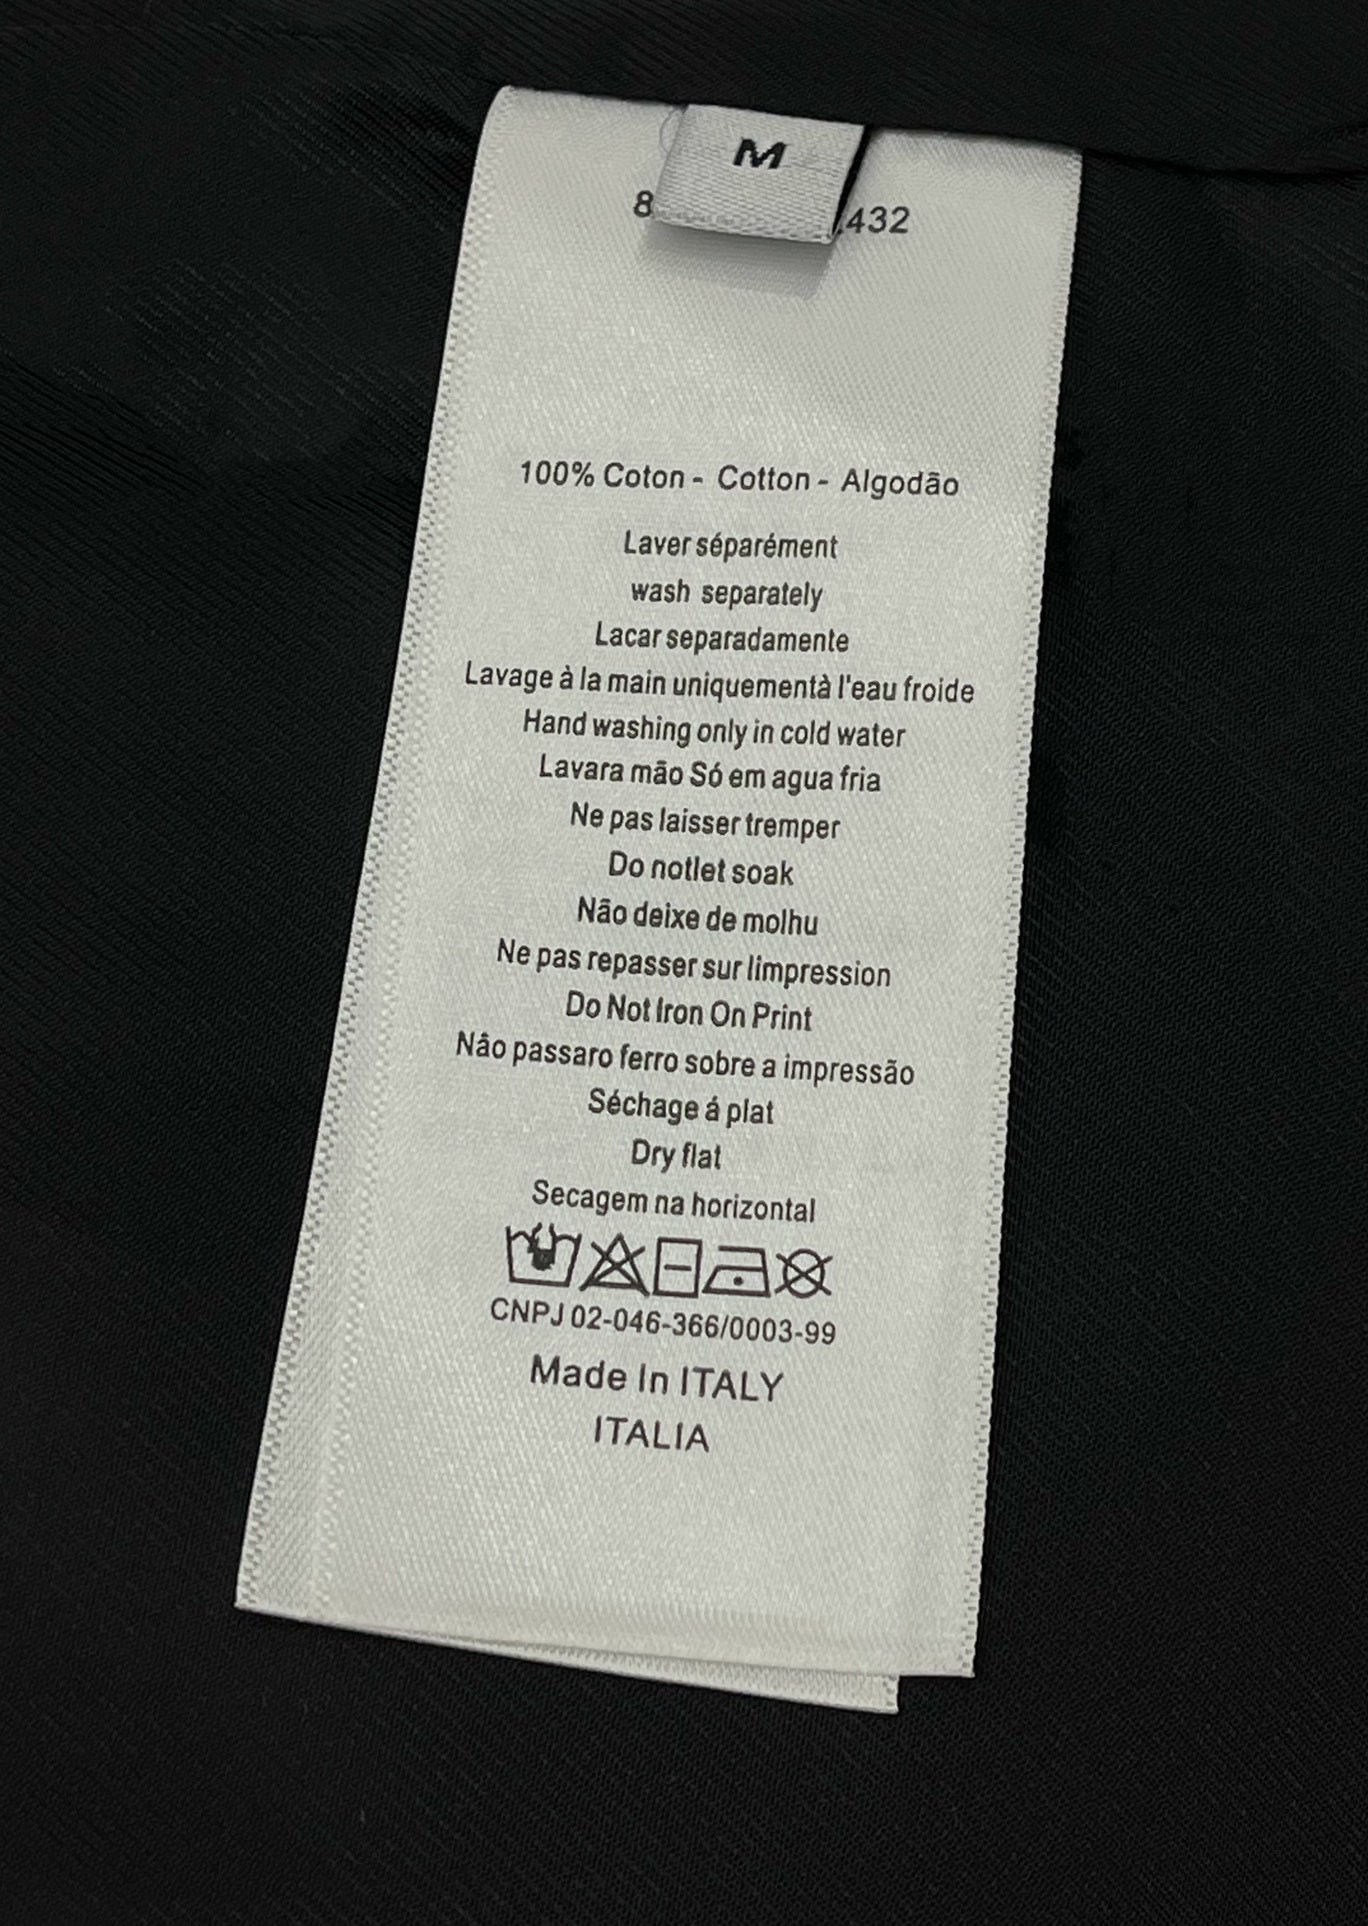 M
8 .432
100% Coton - Cotton - Algodão
Laver séparément
wash separately
Lacar separadamente
Lavage à la main uniquementà l'eau froide
Hand washing only in cold water
Lavara mão Só em agua fria
Ne pas laisser tremper
Do notlet soak
Não deixe de molhu
Ne pas repasser sur limpression
Do Not Iron On Print
Nâo passaro ferro sobre a impressão
Séchage á plat
Dry flat
Secagem na horizontal
CNPJ 02-046-366/0003-99
Made In ITALY
ITALIA